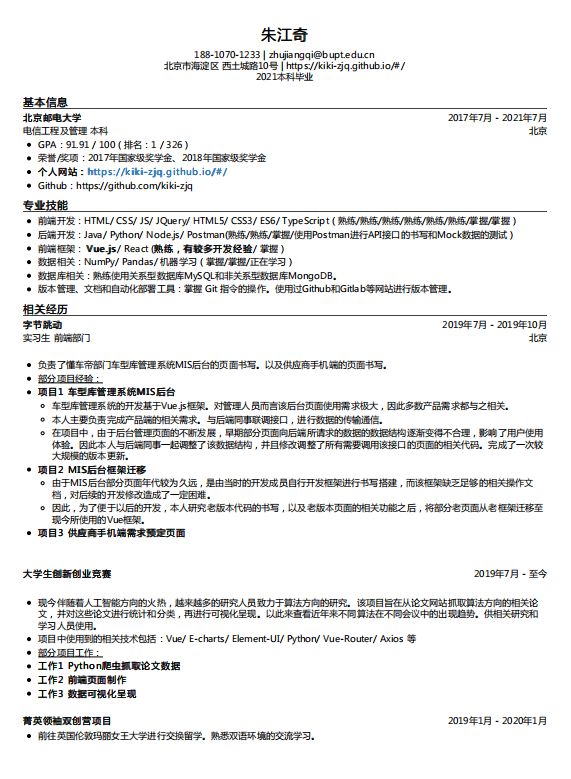 朱江奇
188-1070-1233 | zhujiangqi@bupt.edu.cn
北京市海淀区 西土城路10号 | https://kiki-zjq.github.io/#/
2021本科毕业
基本信息
北京邮电大学 2017年7月 - 2021年7月
电信工程及管理 本科 北京
• GPA：91.91 / 100 ( 排名：1 / 326 )
• 荣誉/奖项：2017年国家级奖学金、2018年国家级奖学金
• 个人网站：https://kiki-zjq.github.io/#/
• Github：https://github.com/kiki-zjq
专业技能
• 前端开发：HTML/ CSS/ JS/ JQuery/ HTML5/ CSS3/ ES6/ TypeScript ( 熟练/熟练/熟练/熟练/熟练/熟练/掌握/掌握 )
• 后端开发：Java/ Python/ Node.js/ Postman(熟练/熟练/掌握/使用Postman进行API接口的书写和Mock数据的测试 )
• 前端框架： Vue.js/ React (熟练，有较多开发经验/ 掌握 )
• 数据相关：NumPy/ Pandas/ 机器学习 ( 掌握/掌握/正在学习 )
• 数据库相关：熟练使用关系型数据库MySQL和非关系型数据库MongoDB。
• 版本管理、文档和自动化部署工具：掌握 Git 指令的操作。使用过Github和Gitlab等网站进行版本管理。
相关经历
字节跳动 2019年7月 - 2019年10月
实习生 前端部门 北京
• 负责了懂车帝部门车型库管理系统MIS后台的页面书写。以及供应商手机端的页面书写。
• 部分项目经验：
• 项目1 车型库管理系统MIS后台
◦ 车型库管理系统的开发基于Vue.js框架。对管理人员而言该后台页面使用需求极大，因此多数产品需求都与之相关。
◦ 本人主要负责完成产品端的相关需求。与后端同事联调接口，进行数据的传输通信。
◦ 在项目中，由于后台管理页面的不断发展，早期部分页面向后端所请求的数据的数据结构逐渐变得不合理，影响了用户使用
体验。因此本人与后端同事一起调整了该数据结构，并且修改调整了所有需要调用该接口的页面的相关代码。完成了一次较
大规模的版本更新。
• 项目2 MIS后台框架迁移
◦ 由于MIS后台部分页面年代较为久远，是由当时的开发成员自行开发框架进行书写搭建，而该框架缺乏足够的相关操作文
档，对后续的开发修改造成了一定困难。
◦ 因此，为了便于以后的开发，本人研究老版本代码的书写，以及老版本页面的相关功能之后，将部分老页面从老框架迁移至
现今所使用的Vue框架。
• 项目3 供应商手机端需求预定页面
大学生创新创业竞赛 2019年7月 - 至今
• 现今伴随着人工智能方向的火热，越来越多的研究人员致力于算法方向的研究。该项目旨在从论文网站抓取算法方向的相关论
文，并对这些论文进行统计和分类，再进行可视化呈现。以此来查看近年来不同算法在不同会议中的出现趋势。供相关研究和
学习人员使用。
• 项目中使用到的相关技术包括：Vue/ E-charts/ Element-UI/ Python/ Vue-Router/ Axios 等
• 部分项目工作：
• 工作1 Python爬虫抓取论文数据
• 工作2 前端页面制作
• 工作3 数据可视化呈现
菁英领袖双创营项目 2019年1月 - 2020年1月
• 前往英国伦敦玛丽女王大学进行交换留学。熟悉双语环境的交流学习。